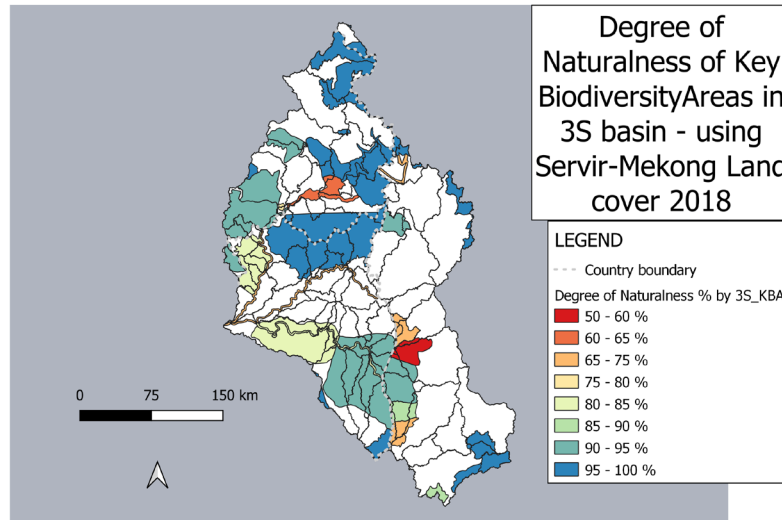 Degree of
Naturalness of Key
BiodiversityAreas in
3S basin - using
Servir-Mekong Land
cover 2018
LEGEND
Country boundary
Degree of Naturalness % by 3S_KBA
50 - 60 %
60 - 65 %
65 - 75 %
75 - 80 %
80 - 85 %
85 - 90 %
90 - 95 %
95 - 100 %
0 75 150 km